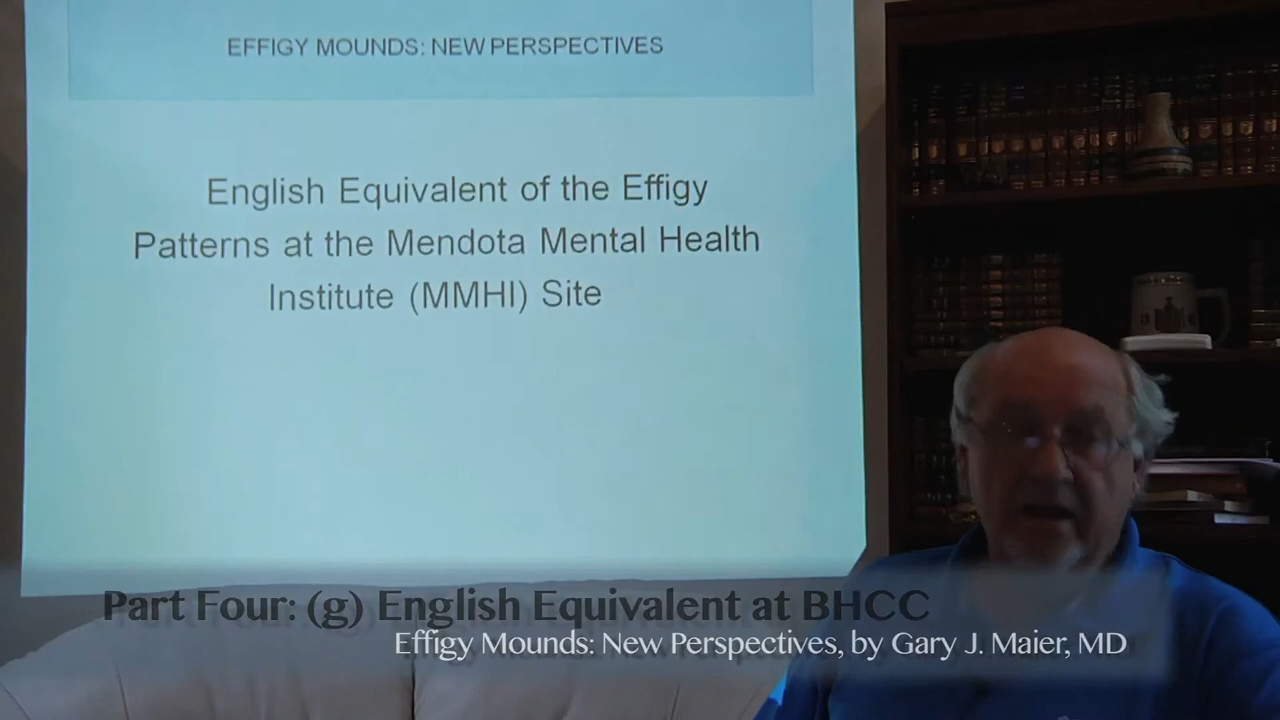 EFFIGY MOUNDS: NEW PERSPECTIVES
English Equivalent of the Effigy
Patterns at the Mendota Mental Health
Institute (MMHI) Site
Part Four: (g) English Equivalent at BHCC
Effigy Mounds: New Perspectives, by Gary J. Maier, MD